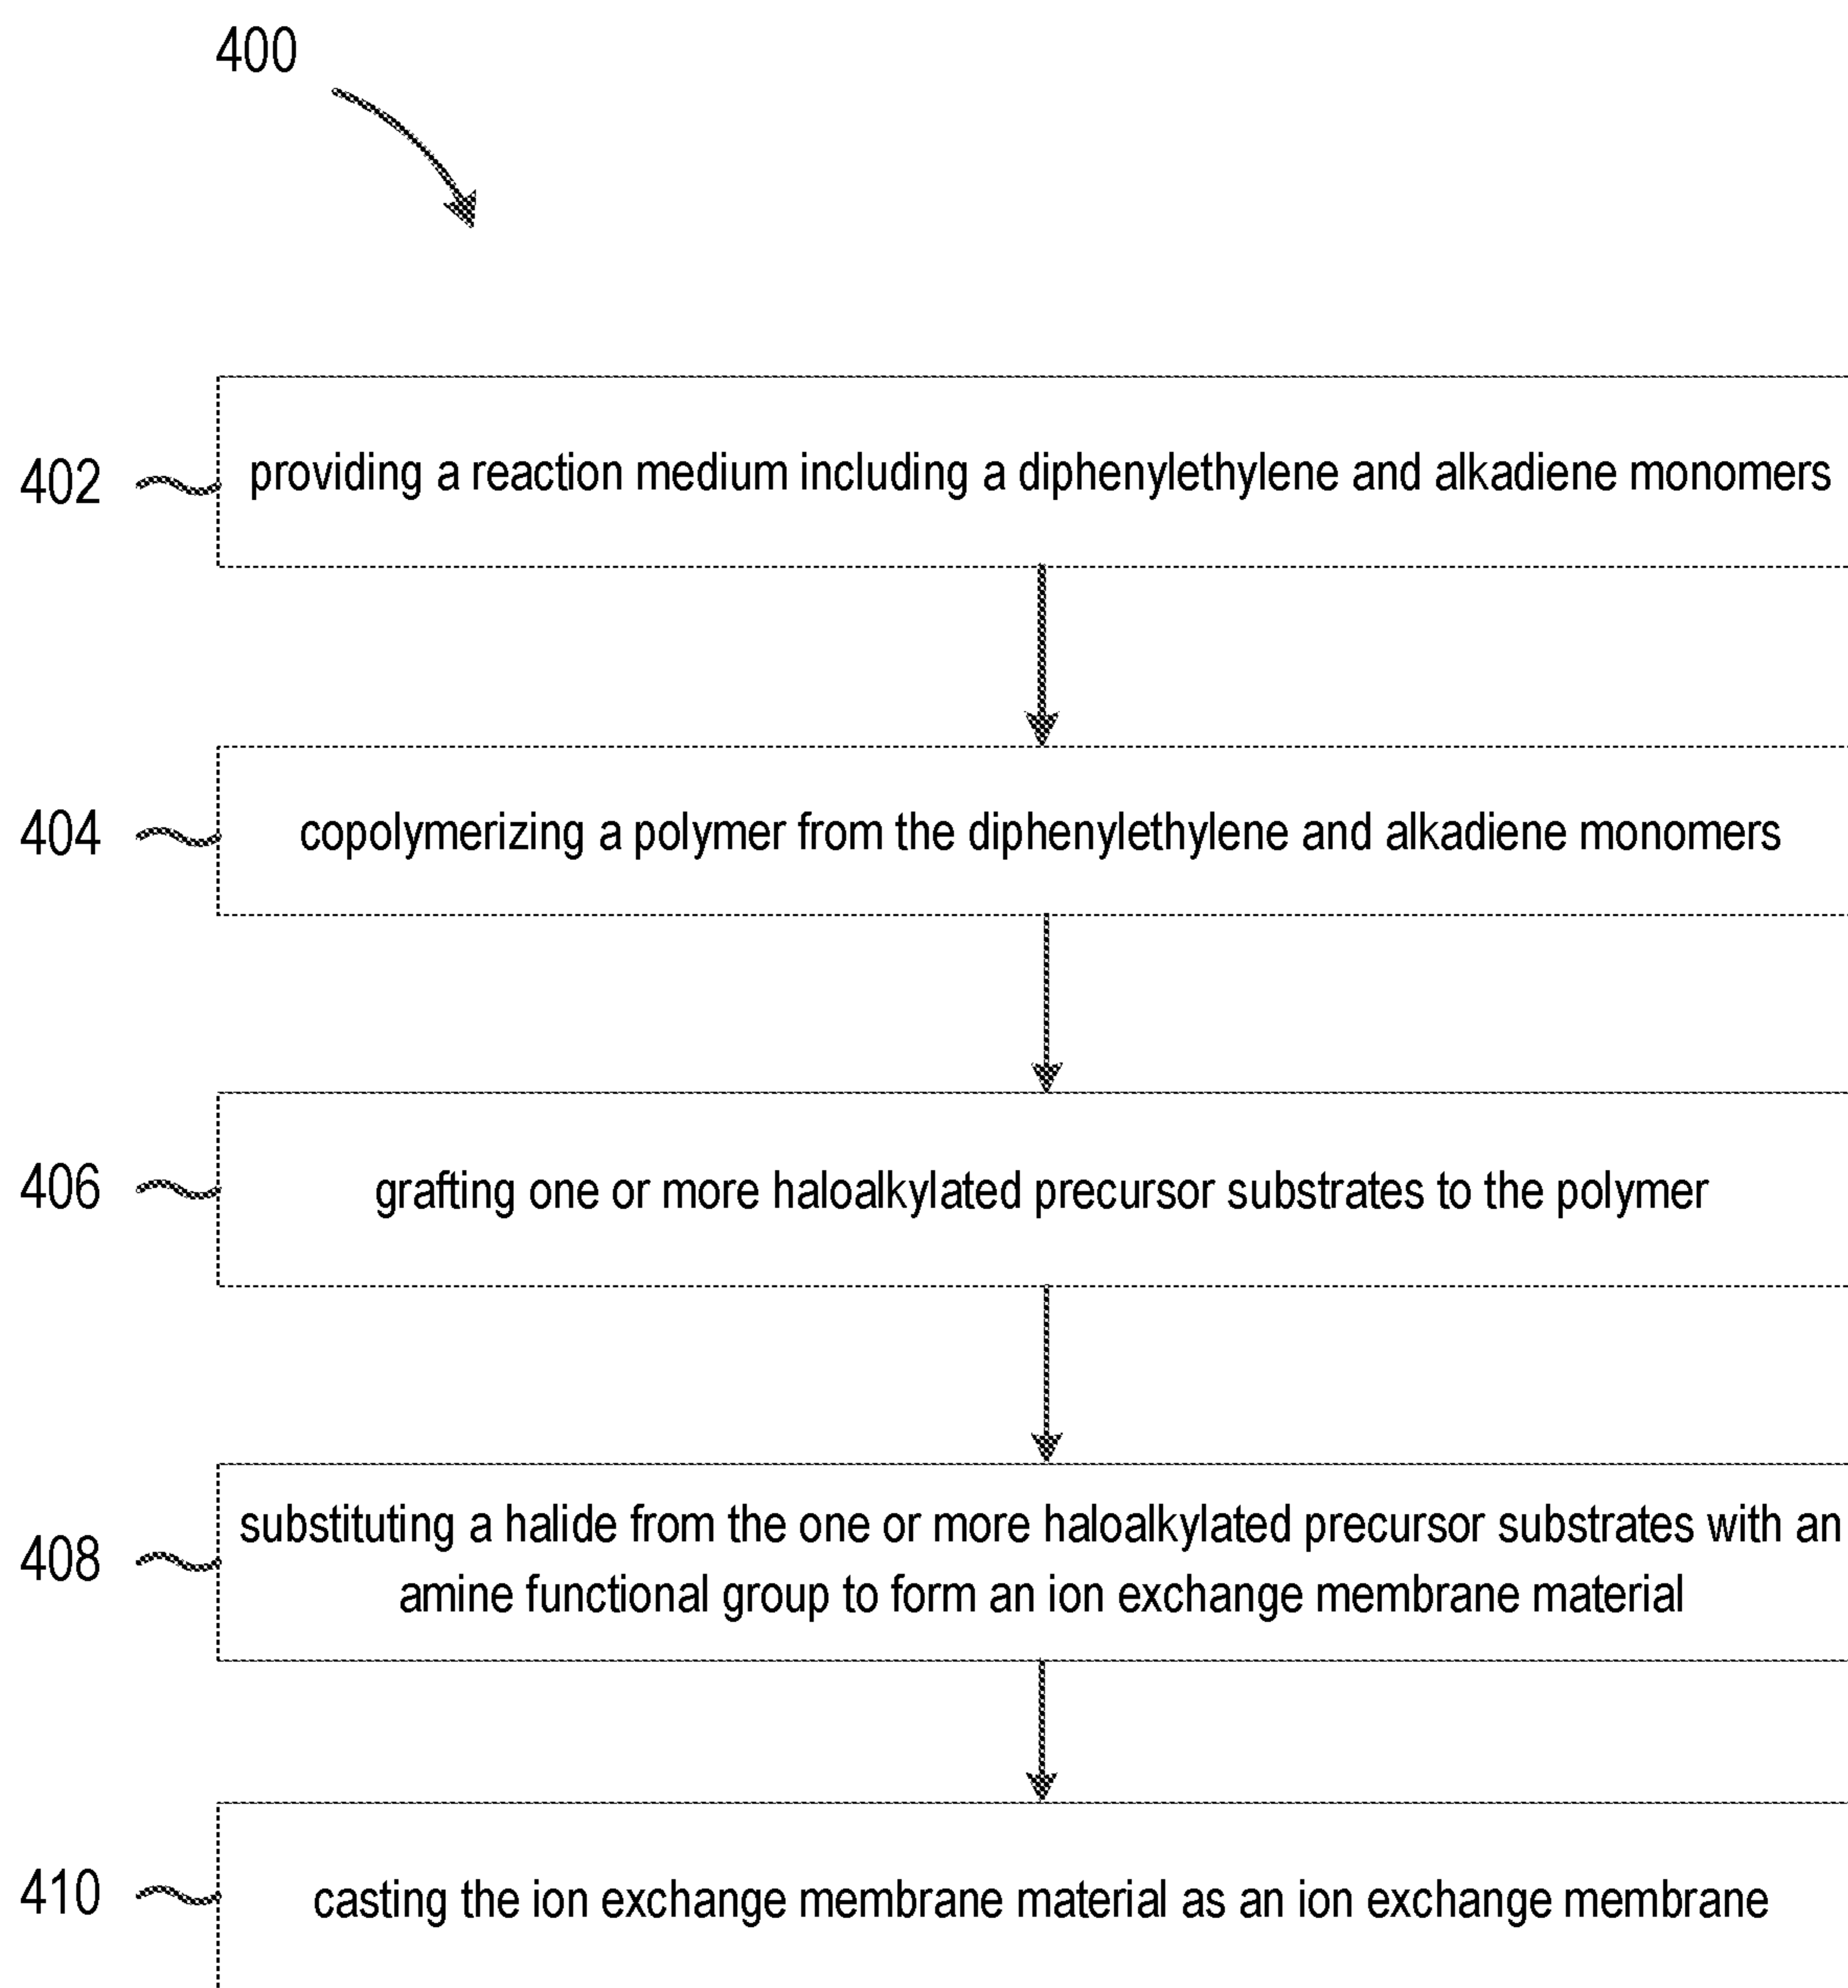 400
402
providing a reaction medium including a diphenylethylene and alkadiene monomers
404
copolymerizing a polymer from the diphenylethylene and alkadiene monomers
406
grafting one or more haloalkylated precursor substrates to the polymer
408
substituting a halide from the one or more haloalkylated precursor substrates with an
amine functional group to form an ion exchange membrane material
410
casting the ion exchange membrane material as an ion exchange membrane